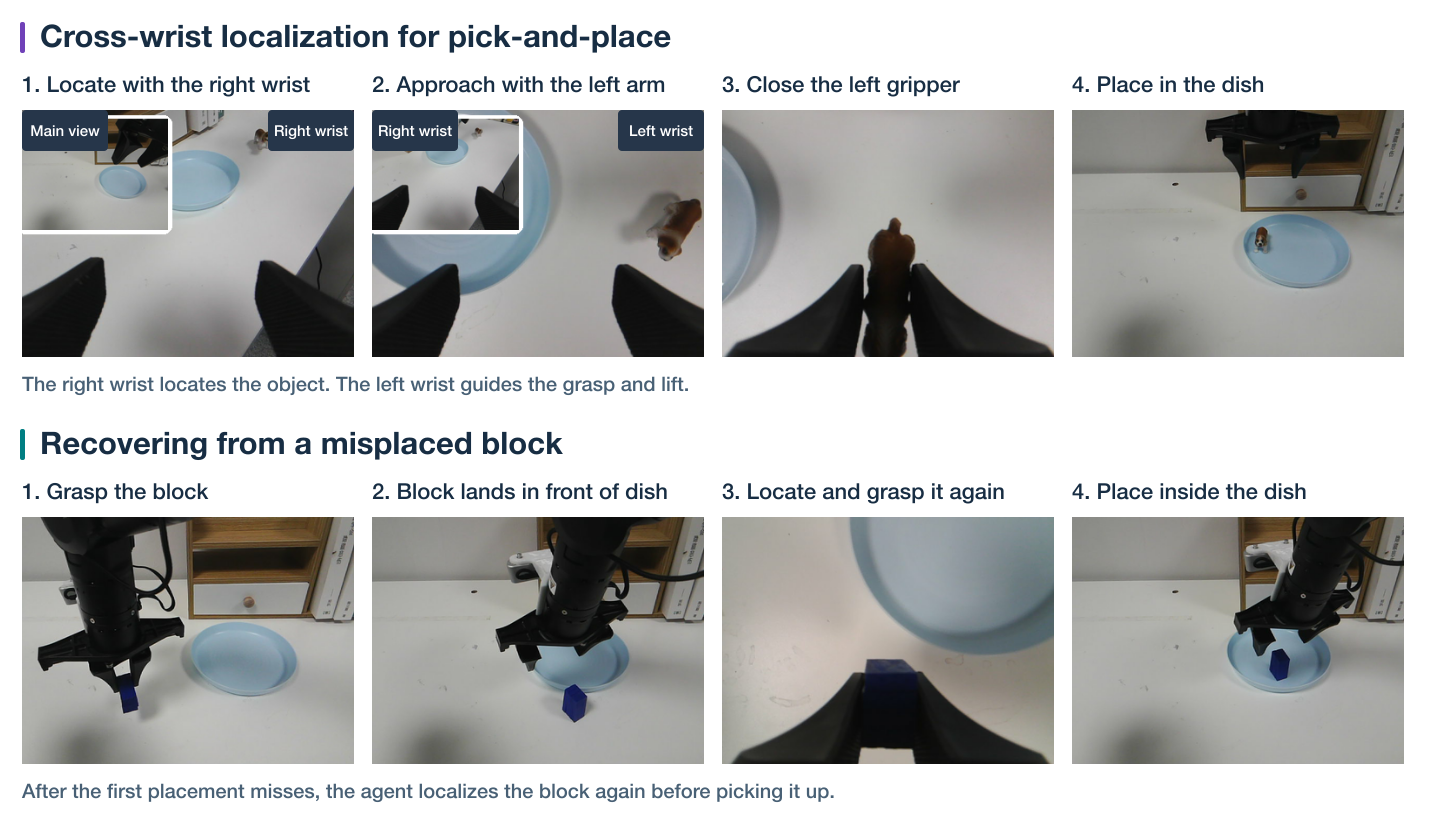 Cross-wrist localization for pick-and-place
1. Locate with the right wrist
2. Approach with the left arm
3. Close the left gripper
4. Place in the dish
Main view
Right wrist
Right wrist
Left wrist
The right wrist locates the object. The left wrist guides the grasp and lift.
Recovering from a misplaced block
1. Grasp the block
2. Block lands in front of dish
3. Locate and grasp it again
4. Place inside the dish
After the first placement misses, the agent localizes the block again before picking it up.